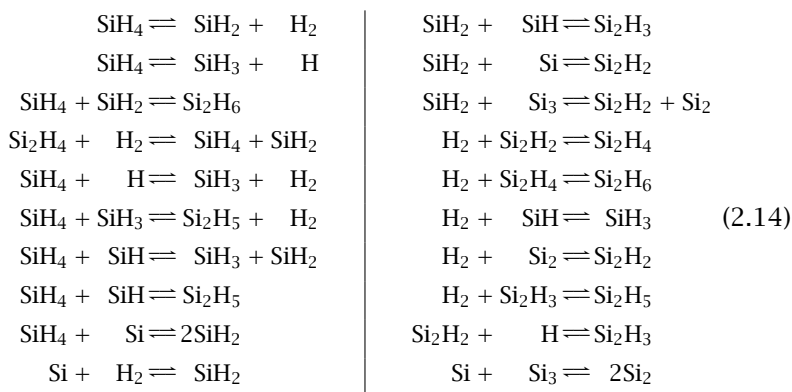 SiH₄ ⇌ SiH₂ + H₂
SiH₄ ⇌ SiH₃ + H
SiH₄ + SiH₂ ⇌ Si₂H₆
Si₂H₄ + H₂ ⇌ SiH₄ + SiH₂
SiH₄ + H ⇌ SiH₃ + H₂
SiH₄ + SiH₃ ⇌ Si₂H₅ + H₂
SiH₄ + SiH ⇌ SiH₃ + SiH₂
SiH₄ + SiH ⇌ Si₂H₅
SiH₄ + Si ⇌ 2SiH₂
Si + H₂ ⇌ SiH₂
SiH₂ + SiH ⇌ Si₂H₃
SiH₂ + Si ⇌ Si₂H₂
SiH₂ + Si₃ ⇌ Si₂H₂ + Si₂
H₂ + Si₂H₂ ⇌ Si₂H₄
H₂ + Si₂H₄ ⇌ Si₂H₆
H₂ + SiH ⇌ SiH₃
H₂ + Si₂ ⇌ Si₂H₂
H₂ + Si₂H₃ ⇌ Si₂H₅
Si₂H₂ + H ⇌ Si₂H₃
Si + Si₃ ⇌ 2Si₂
(2.14)